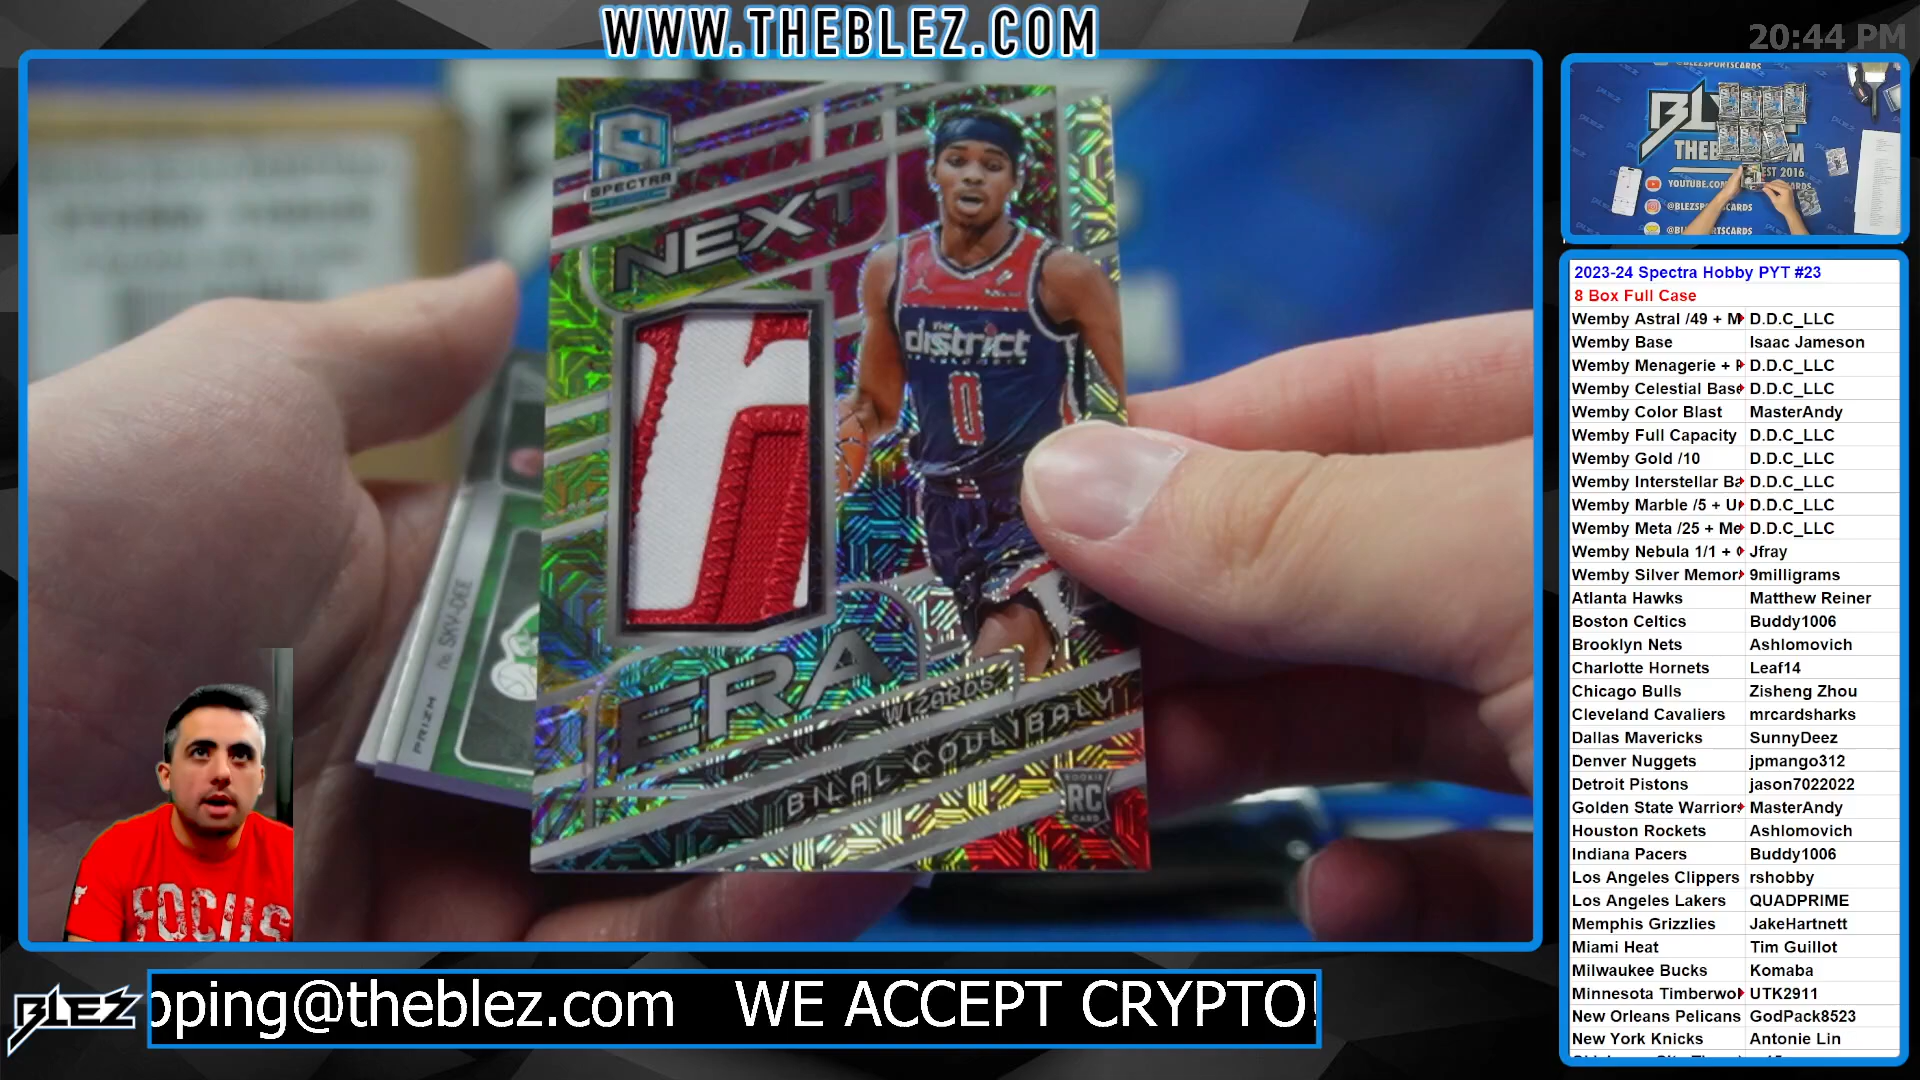 WWW.THEBLEZ.COM
20:44 PM
SPECTRA
NEXT
the
district
0
ERA
WIZARDS
BILAL COULIBALY
ROOKIE
RC
CARD
PRIZM
FOCUS
BLEZ
pping@theblez.com WE ACCEPT CRYPTO!
@BLEZSPORTSCARDS
2023-24 Spectra Hobby PYT #23
8 Box Full Case
Wemby Astral /49 + M D.D.C_LLC
Wemby Base Isaac Jameson
Wemby Menagerie + P D.D.C_LLC
Wemby Celestial Base D.D.C_LLC
Wemby Color Blast MasterAndy
Wemby Full Capacity D.D.C_LLC
Wemby Gold /10 D.D.C_LLC
Wemby Interstellar Ba D.D.C_LLC
Wemby Marble /5 + U D.D.C_LLC
Wemby Meta /25 + Me D.D.C_LLC
Wemby Nebula 1/1 + Jfray
Wemby Silver Memor 9milligrams
Atlanta Hawks Matthew Reiner
Boston Celtics Buddy1006
Brooklyn Nets Ashlomovich
Charlotte Hornets Leaf14
Chicago Bulls Zisheng Zhou
Cleveland Cavaliers mrcardsharks
Dallas Mavericks SunnyDeez
Denver Nuggets jpmango312
Detroit Pistons jason7022022
Golden State Warriors MasterAndy
Houston Rockets Ashlomovich
Indiana Pacers Buddy1006
Los Angeles Clippers rshobby
Los Angeles Lakers QUADPRIME
Memphis Grizzlies JakeHartnett
Miami Heat Tim Guillot
Milwaukee Bucks Komaba
Minnesota Timberwol UTK2911
New Orleans Pelicans GodPack8523
New York Knicks Antonie Lin